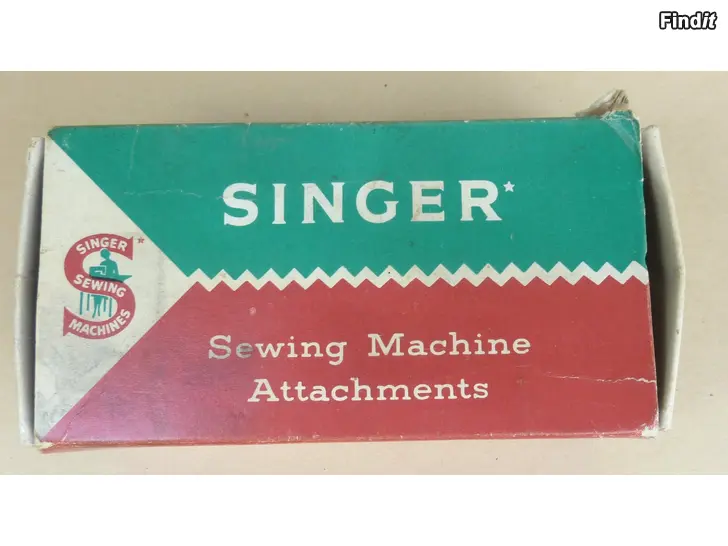 Findit
SINGER*
SINGER*
SEWING
MACHINES
Sewing Machine
Attachments